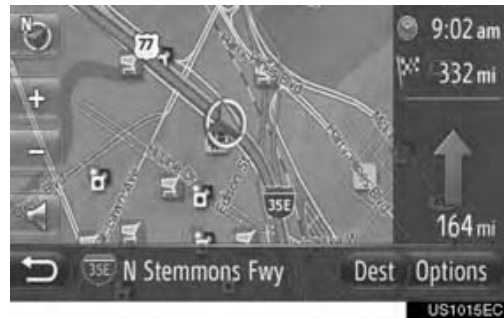 N
9:02 am
77
332 mi
+
-
35E
164 mi
35E N Stemmons Fwy
Dest Options
US1015EC